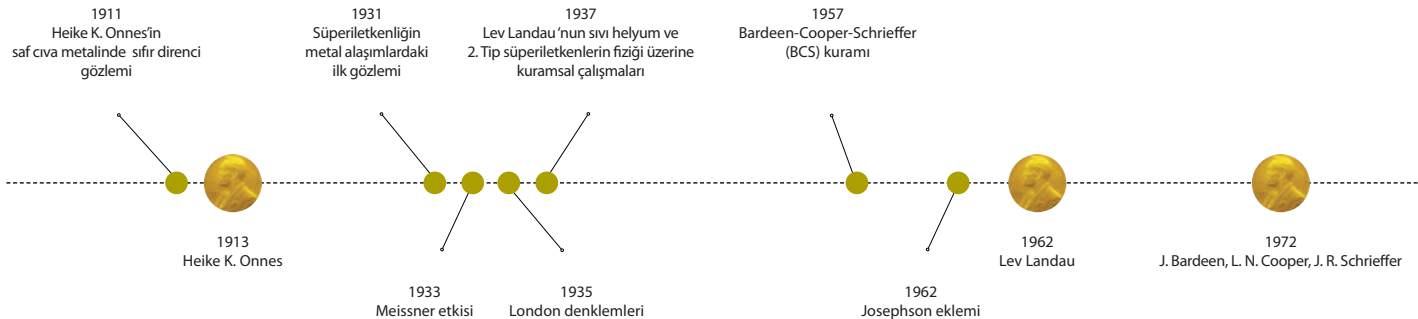 1911
Heike K. Onnes’in
saf cıva metalinde sıfır direnci
gözlemi
1931
Süperiletkenliğin
metal alaşımlardaki
ilk gözlemi
1937
Lev Landau ‘nun sıvı helyum ve
2. Tip süperiletkenlerin fiziği üzerine
kuramsal çalışmaları
1957
Bardeen-Cooper-Schrieffer
(BCS) kuramı
1913
Heike K. Onnes
1933
Meissner etkisi
1935
London denklemleri
1962
Josephson eklemi
1962
Lev Landau
1972
J. Bardeen, L. N. Cooper, J. R. Schrieffer